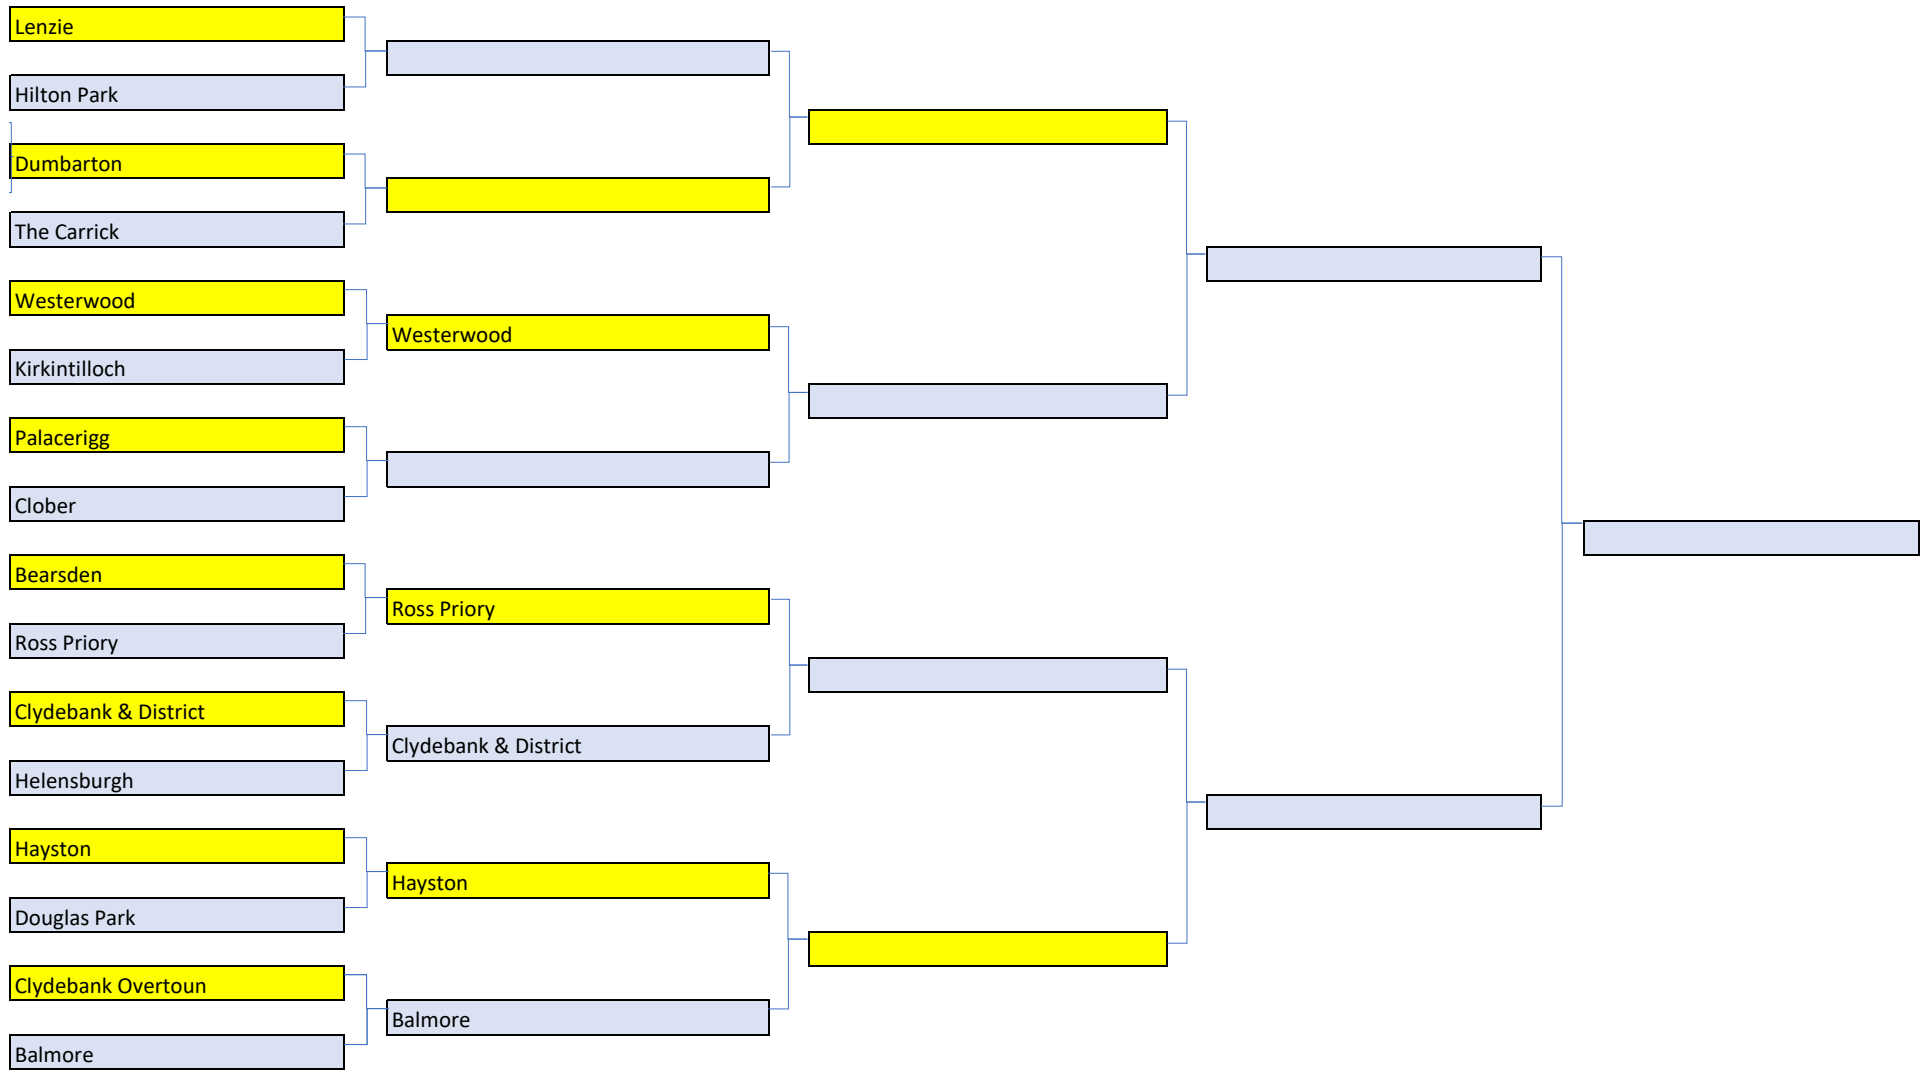 Lenzie
Hilton Park
Dumbarton
The Carrick
Westerwood
Westerwood
Kirkintilloch
Palacerigg
Clober
Bearsden
Ross Priory
Ross Priory
Clydebank & District
Clydebank & District
Helensburgh
Hayston
Hayston
Douglas Park
Clydebank Overtoun
Balmore
Balmore